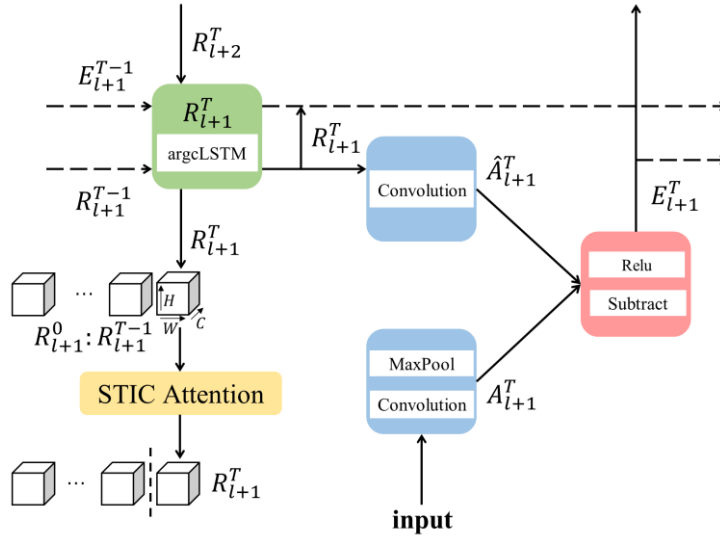 R_{l+2}^T
E_{l+1}^{T-1}
R_{l+1}^T
argcLSTM
R_{l+1}^T
R_{l+1}^{T-1}
Convolution
Â_{l+1}^T
E_{l+1}^T
R_{l+1}^T
Relu
Subtract
...
H
W
C
R_{l+1}^0: R_{l+1}^{T-1}
MaxPool
Convolution
A_{l+1}^T
STIC Attention
...
R_{l+1}^T
input